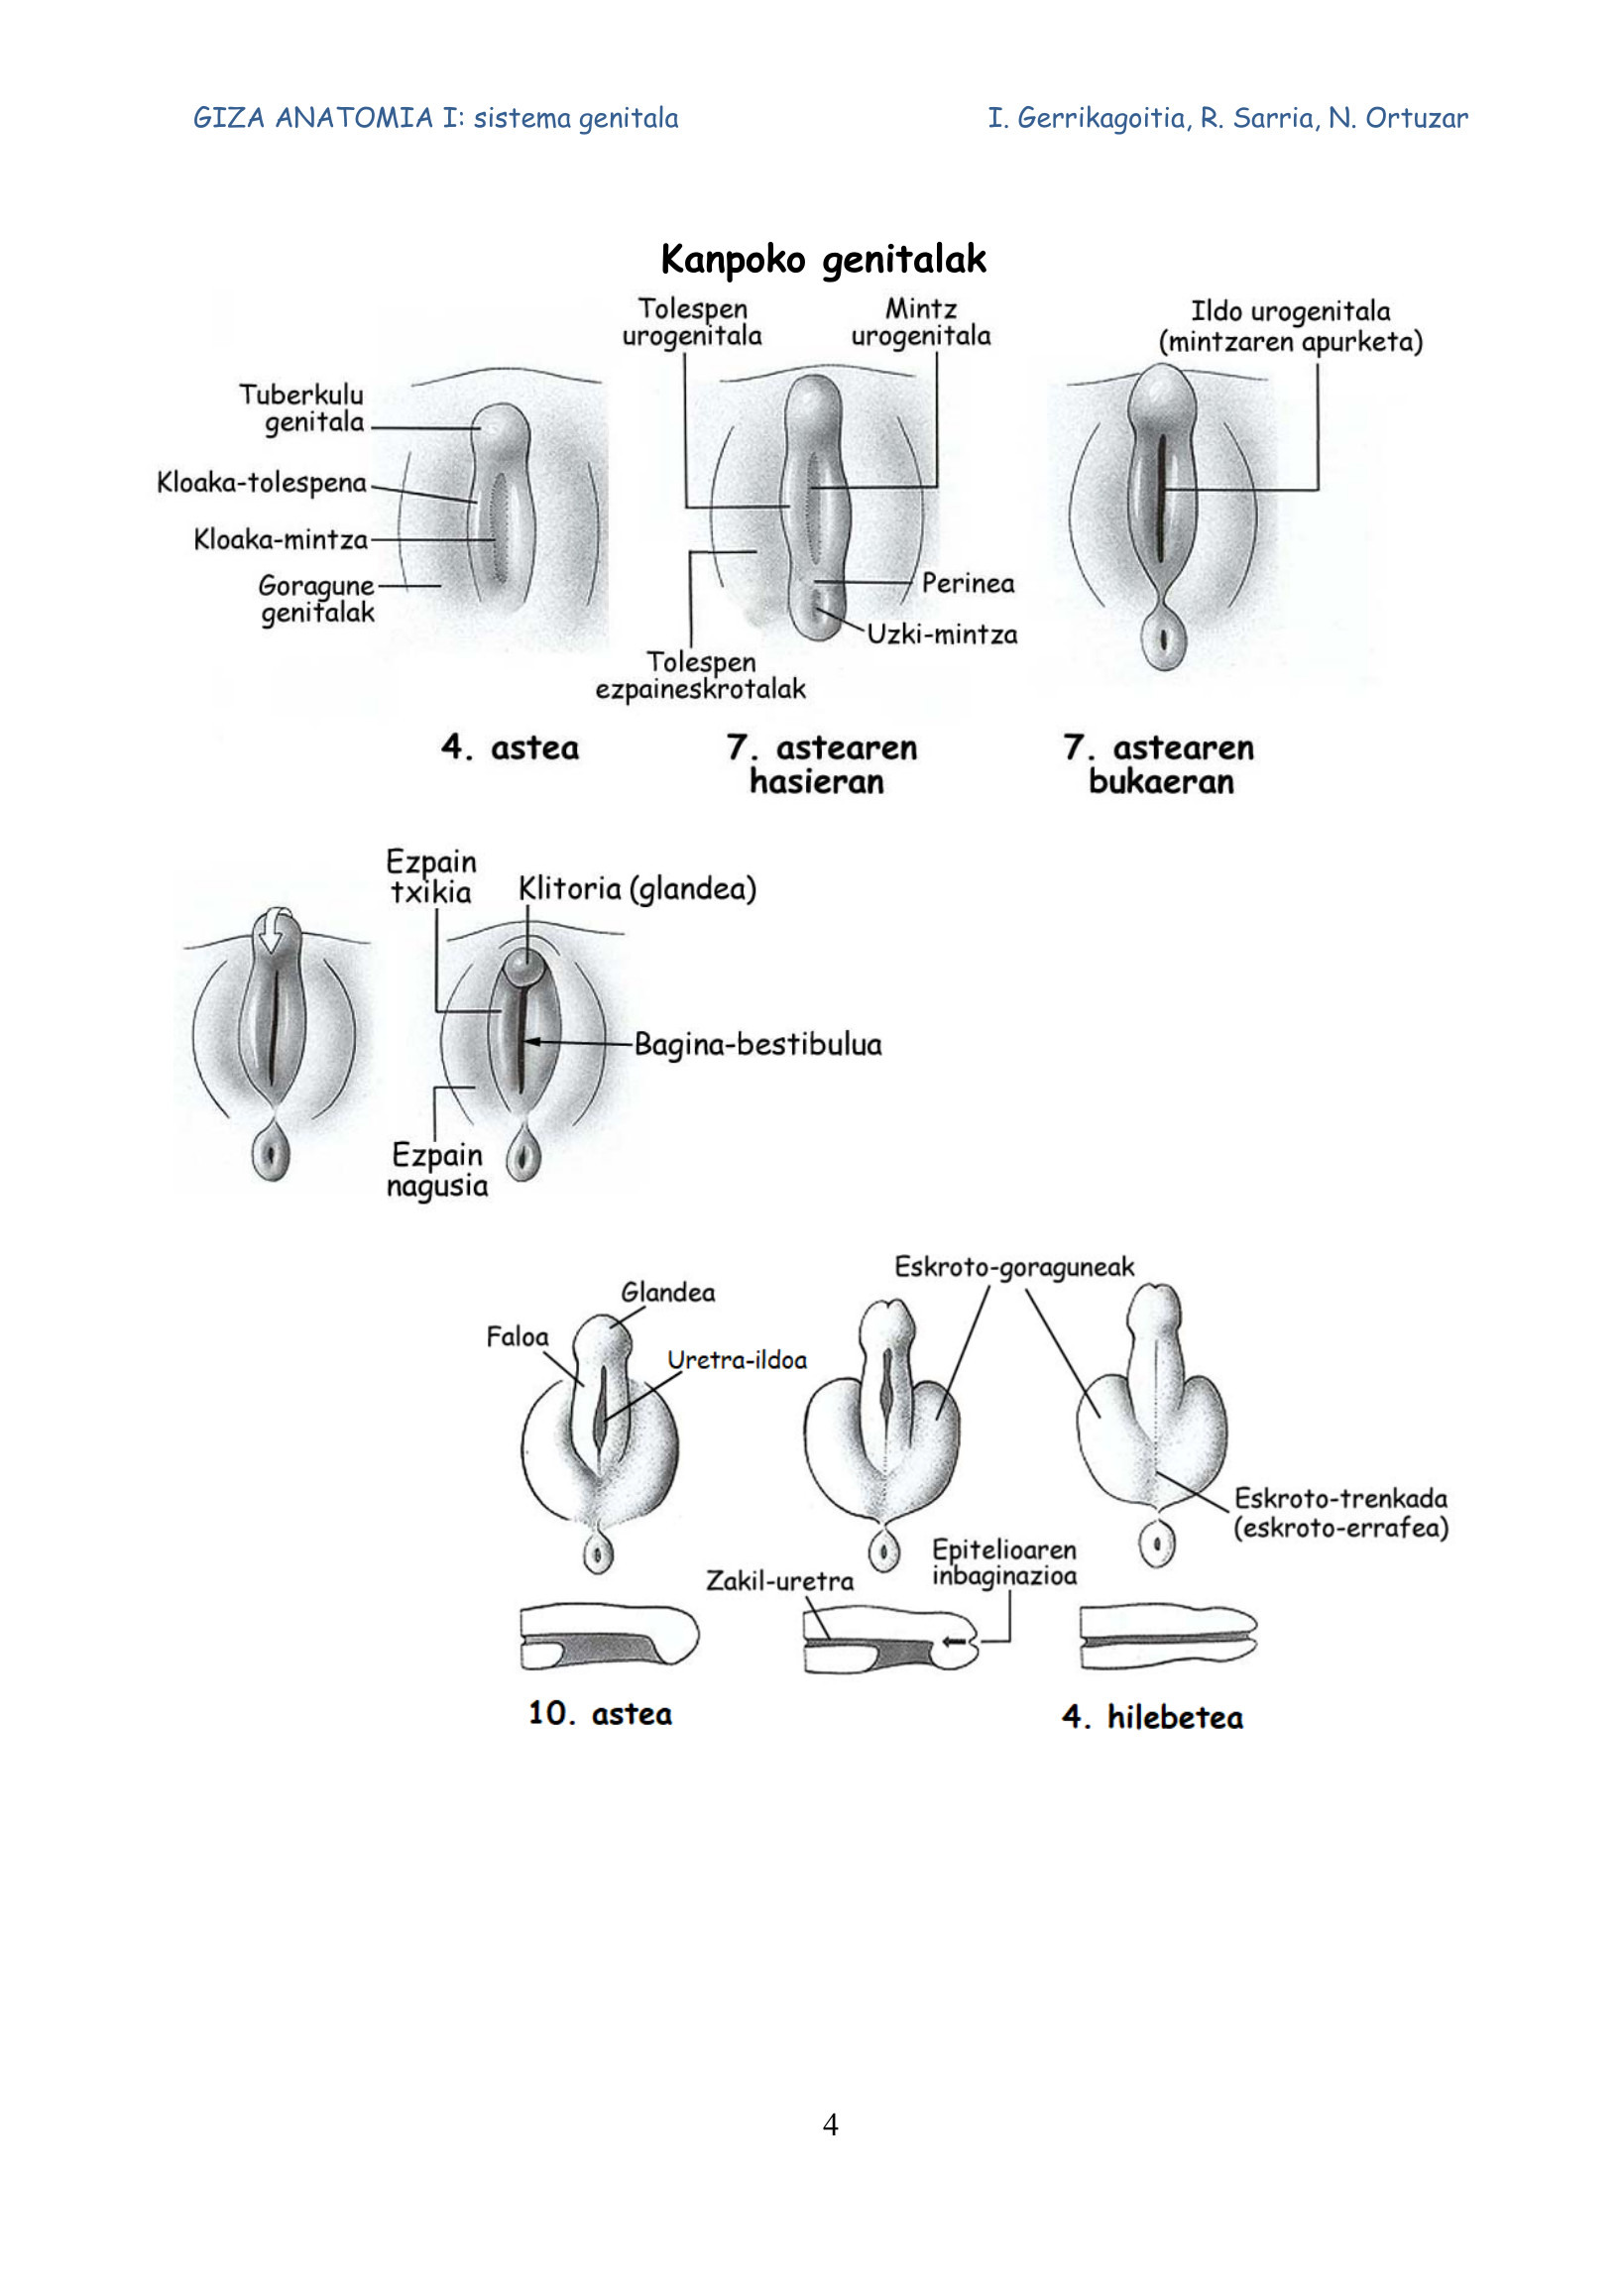 GIZA ANATOMIA I: sistema genitala
I. Gerrikagoitia, R. Sarria, N. Ortuzar
Kanpoko genitalak
Tolespen
urogenitala
Mintz
urogenitala
Ildo urogenitala
(mintzaren apurketa)
Tuberkulu
genitala
Kloaka-tolespena
Kloaka-mintza
Goragune
genitalak
Perinea
Uzki-mintza
Tolespen
ezpaineskrotalak
4. astea
7. astearen
hasieran
7. astearen
bukaeran
Ezpain
txikia
Klitoria (glandea)
Bagina-bestibulua
Ezpain
nagusia
Eskroto-goraguneak
Glandea
Faloa
Uretra-ildoa
Eskroto-trenkada
(eskroto-errafea)
Epitelioaren
inbaginazioa
Zakil-uretra
10. astea
4. hilebetea
4